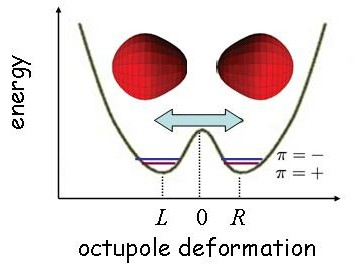 energy
π = −
π = +
L 0 R
octupole deformation